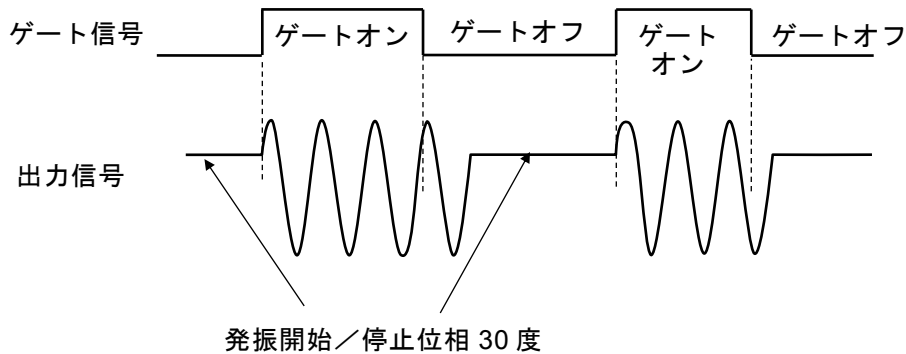 ゲート信号
ゲートオン
ゲートオフ
ゲート
オン
ゲートオフ
出力信号
発振開始／停止位相 30 度